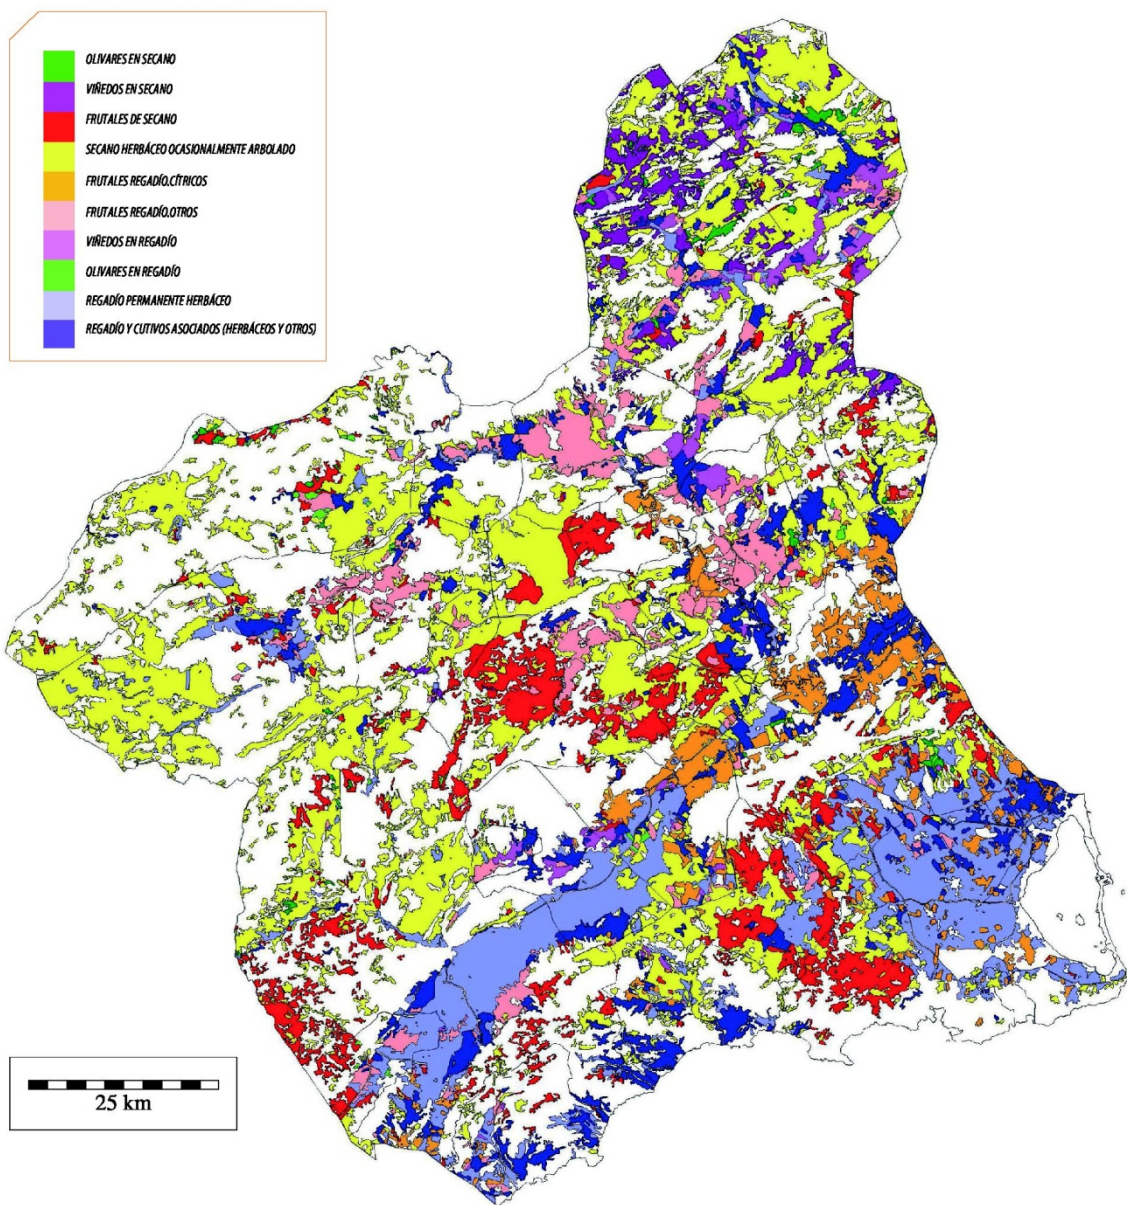 OLIVARES EN SECANO
VIÑEDOS EN SECANO
FRUTALES DE SECANO
SECANO HERBÁCEO OCASIONALMENTE ARBOLADO
FRUTALES REGADÍO,CÍTRICOS
FRUTALES REGADÍO,OTROS
VIÑEDOS EN REGADÍO
OLIVARES EN REGADÍO
REGADÍO PERMANENTE HERBÁCEO
REGADÍO Y CUTIVOS ASOCIADOS (HERBÁCEOS Y OTROS)
25 km